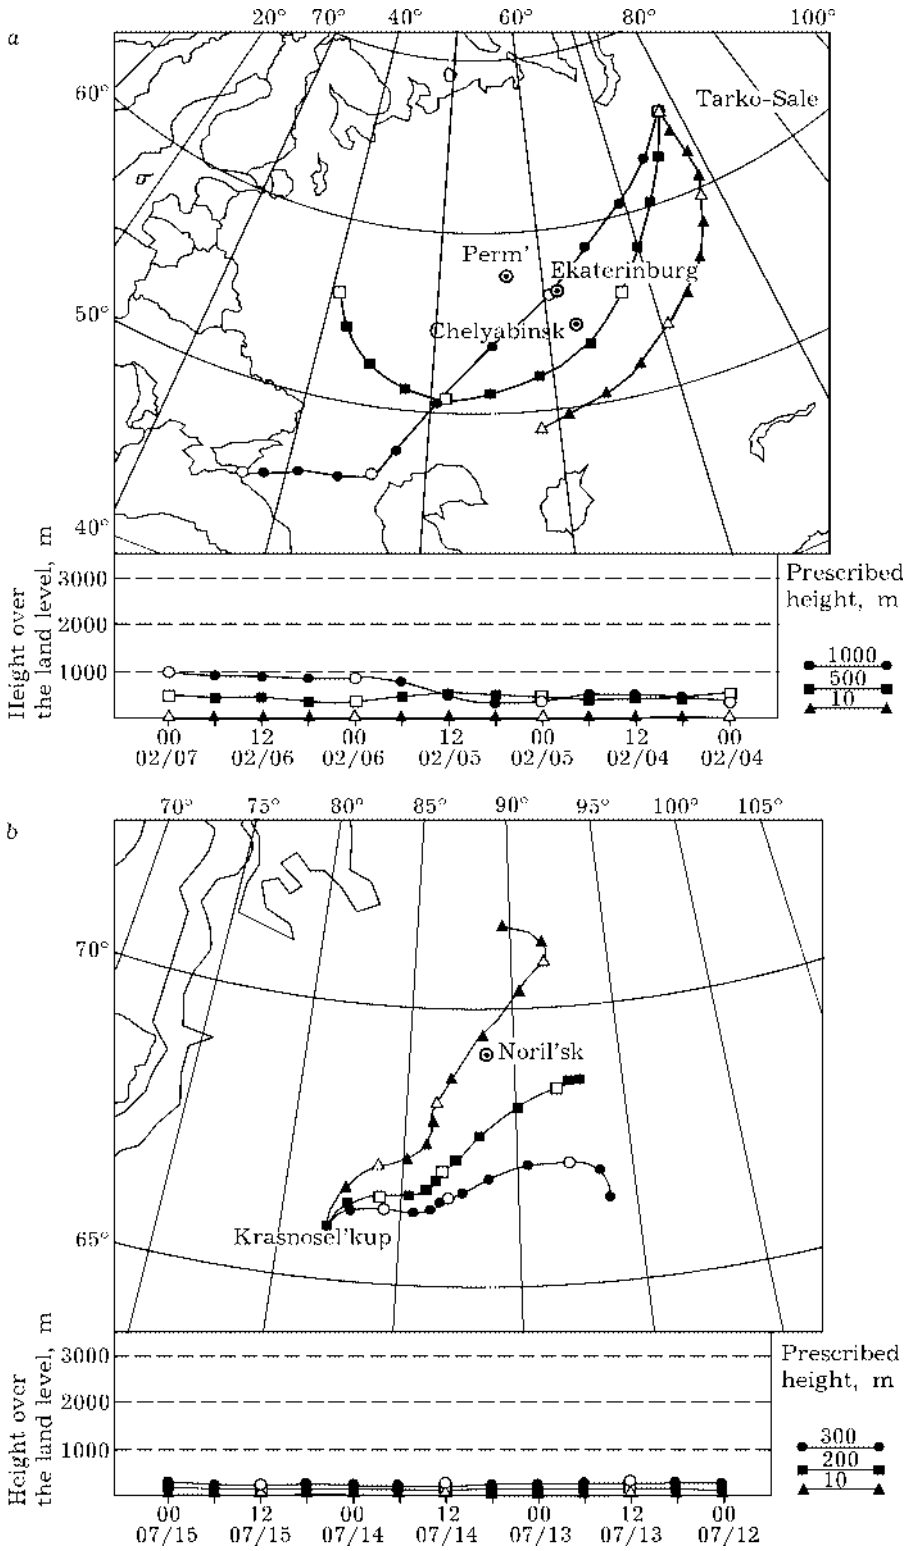 a
20° 70° 40° 60° 80° 100°
60°
Tarko-Sale
Perm'
Ekaterinburg
50°
Chelyabinsk
40°
Height over
the land level, m
3000
2000
1000
Prescribed
height, m
1000
500
10
00 12 00 12 00 12 00
02/07 02/06 02/06 02/05 02/05 02/04 02/04
b
70° 75° 80° 85° 90° 95° 100° 105°
70°
Noril'sk
Krasnosel'kup
65°
Height over
the land level, m
3000
2000
1000
Prescribed
height, m
300
200
10
00 12 00 12 00 12 00
07/15 07/15 07/14 07/14 07/13 07/13 07/12